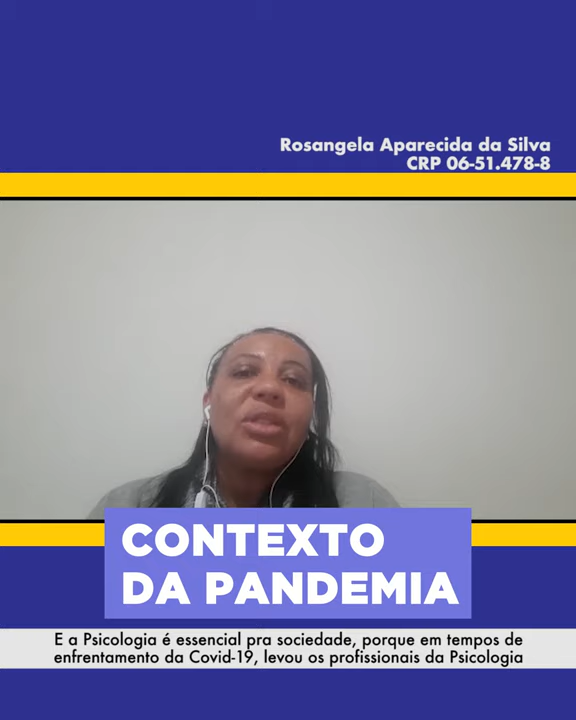 Rosangela Aparecida da Silva
CRP 06-51.478-8
CONTEXTO
DA PANDEMIA
E a Psicologia é essencial pra sociedade, porque em tempos de
enfrentamento da Covid-19, levou os profissionais da Psicologia